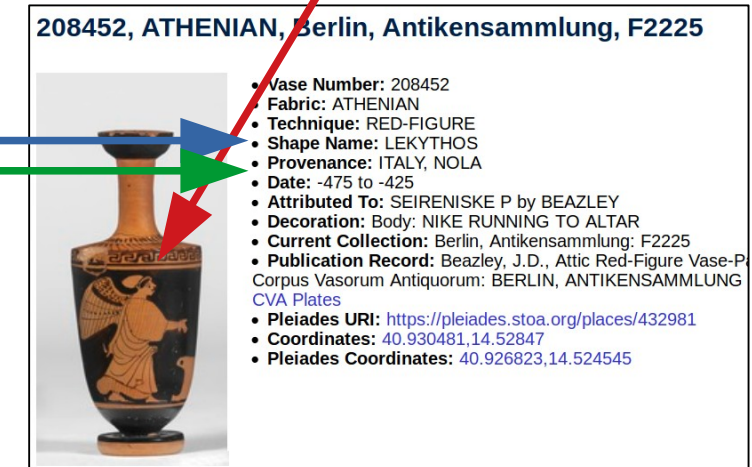 208452, ATHENIAN, Berlin, Antikensammlung, F2225
• Vase Number: 208452
• Fabric: ATHENIAN
• Technique: RED-FIGURE
• Shape Name: LEKYTHOS
• Provenance: ITALY, NOLA
• Date: -475 to -425
• Attributed To: SEIRENISKE P by BEAZLEY
• Decoration: Body: NIKE RUNNING TO ALTAR
• Current Collection: Berlin, Antikensammlung: F2225
• Publication Record: Beazley, J.D., Attic Red-Figure
Corpus Vasorum Antiquorum: BERLIN, ANTIKENSAMMLUNG
CVA Plates
• Pleiades URI: https://pleiades.stoa.org/places/432981
• Coordinates: 40.930481,14.52847
• Pleiades Coordinates: 40.926823,14.524545